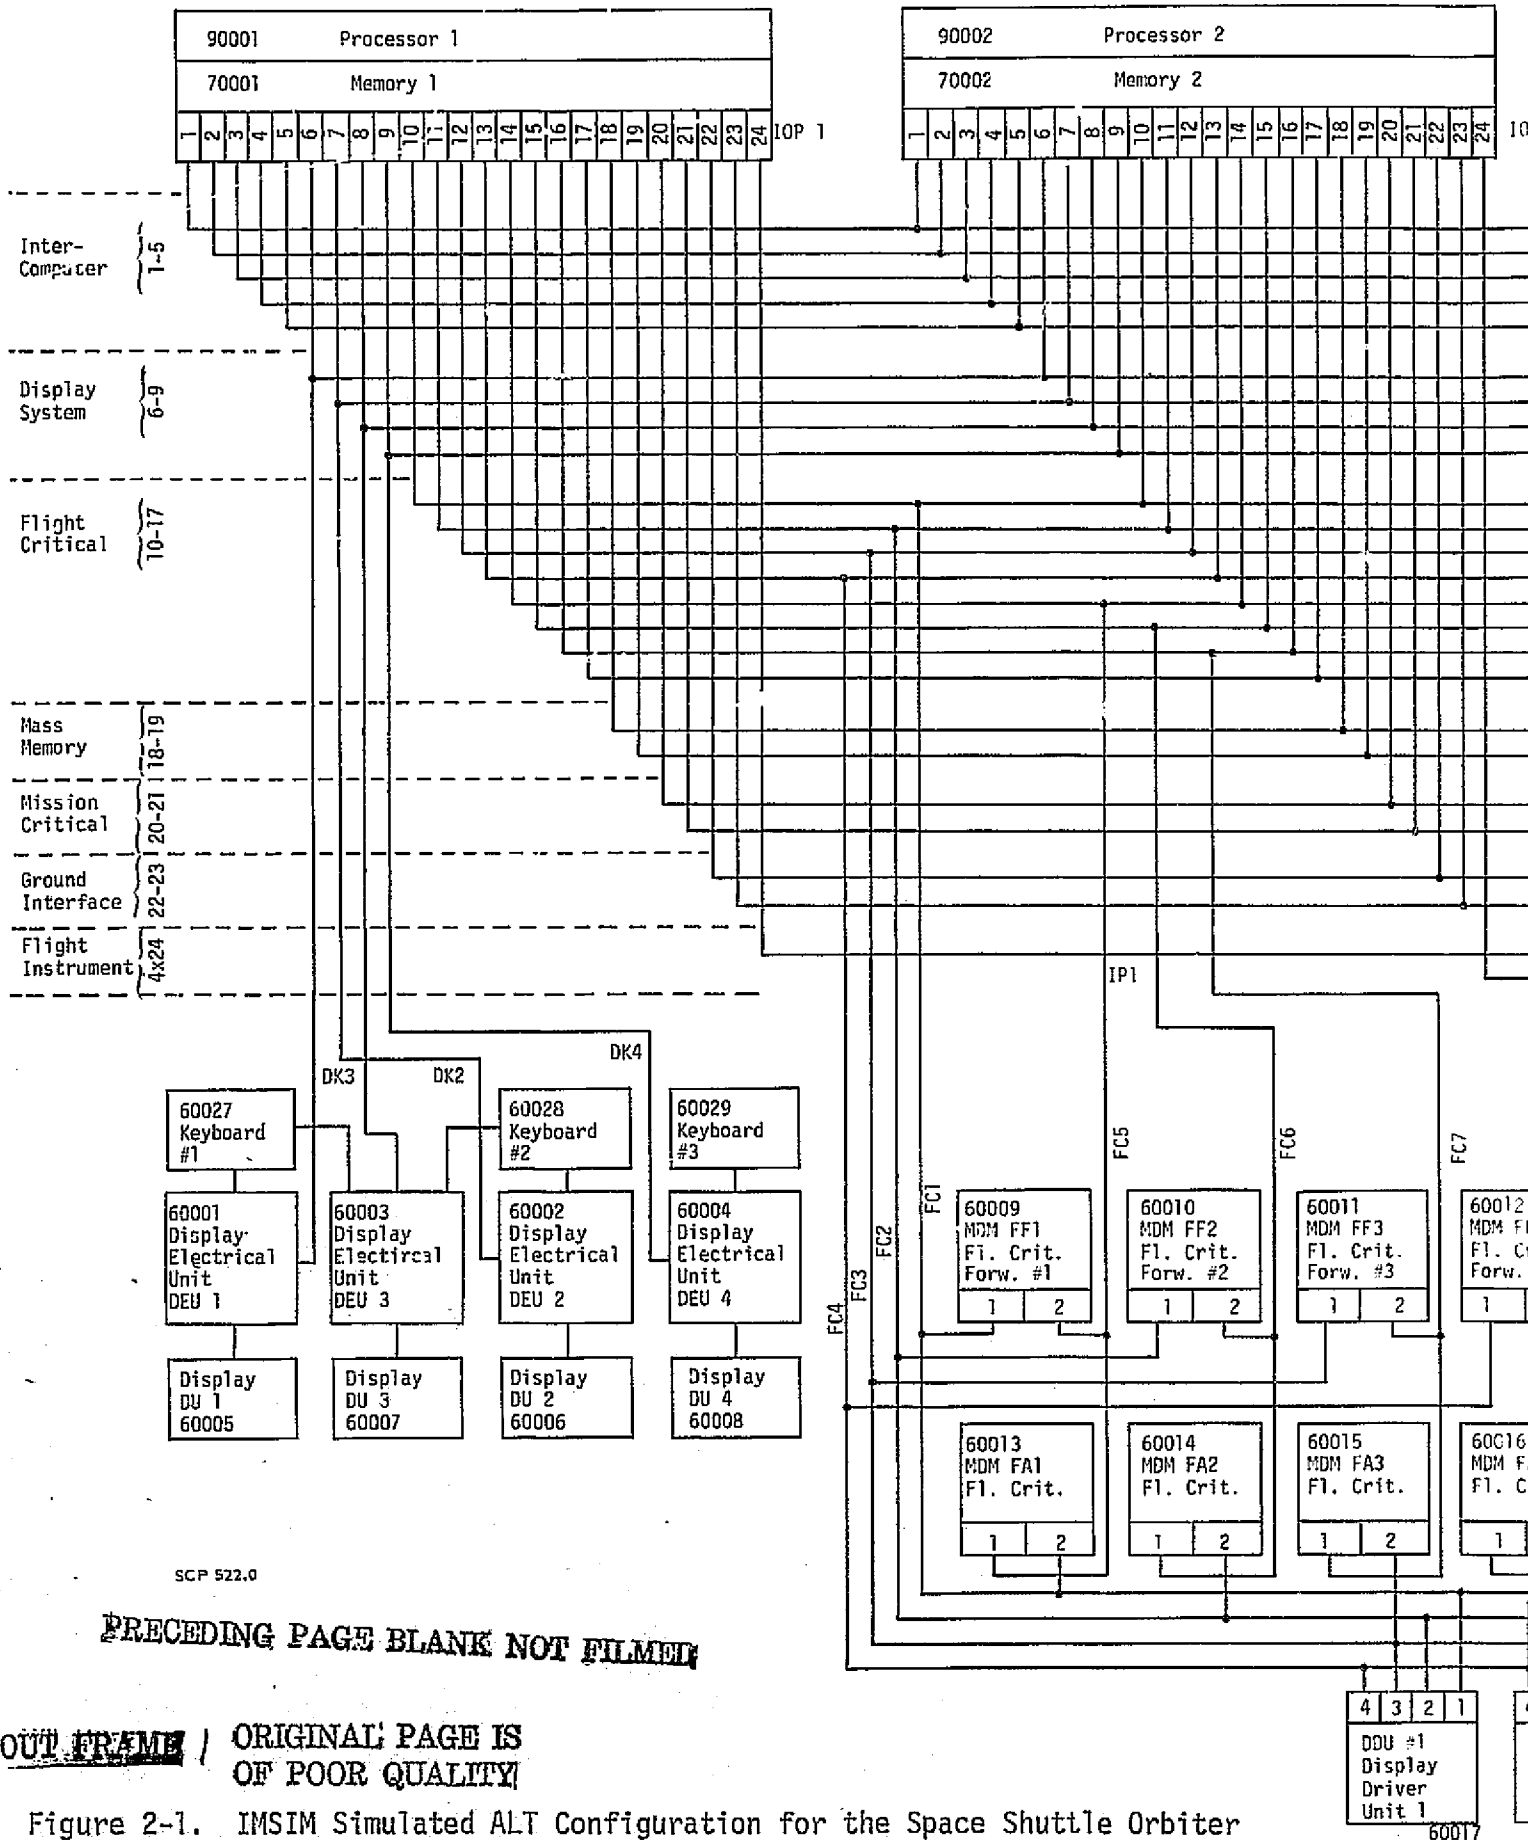 90001 Processor 1
70001 Memory 1
1 2 3 4 5 6 7 8 9 10 11 12 13 14 15 16 17 18 19 20 21 22 23 24 IOP 1
90002 Processor 2
70002 Memory 2
1 2 3 4 5 6 7 8 9 10 11 12 13 14 15 16 17 18 19 20 21 22 23 24
Inter-
Computer
1-5
Display
System
6-9
Flight
Critical
10-17
Mass
Memory
18-19
Mission
Critical
20-21
Ground
Interface
22-23
Flight
Instrument
4x24
IP1
DK4
DK3
DK2
60027
Keyboard
#1
60028
Keyboard
#2
60029
Keyboard
#3
60001
Display
Electrical
Unit
DEU 1
60003
Display
Electircal
Unit
DEU 3
60002
Display
Electrical
Unit
DEU 2
60004
Display
Electrical
Unit
DEU 4
Display
DU 1
60005
Display
DU 3
60007
Display
DU 2
60006
Display
DU 4
60008
FC4
FC3
FC2
FC1
FC5
FC6
FC7
60009
MDM FF1
Fl. Crit.
Forw. #1
1 2
60010
MDM FF2
Fl. Crit.
Forw. #2
1 2
60011
MDM FF3
Fl. Crit.
Forw. #3
1 2
60012
MDM
Fl.
Forw.
1
60013
MDM FA1
Fl. Crit.
1 2
60014
MDM FA2
Fl. Crit.
1 2
60015
MDM FA3
Fl. Crit.
1 2
60016
MDM
Fl.
1
4 3 2 1
DDU #1
Display
Driver
Unit 1
60017
SCP 522.0
PRECEDING PAGE BLANK NOT FILMED
OUT FRAME /
ORIGINAL PAGE IS
OF POOR QUALITY
Figure 2-1. IMSIM Simulated ALT Configuration for the Space Shuttle Orbiter